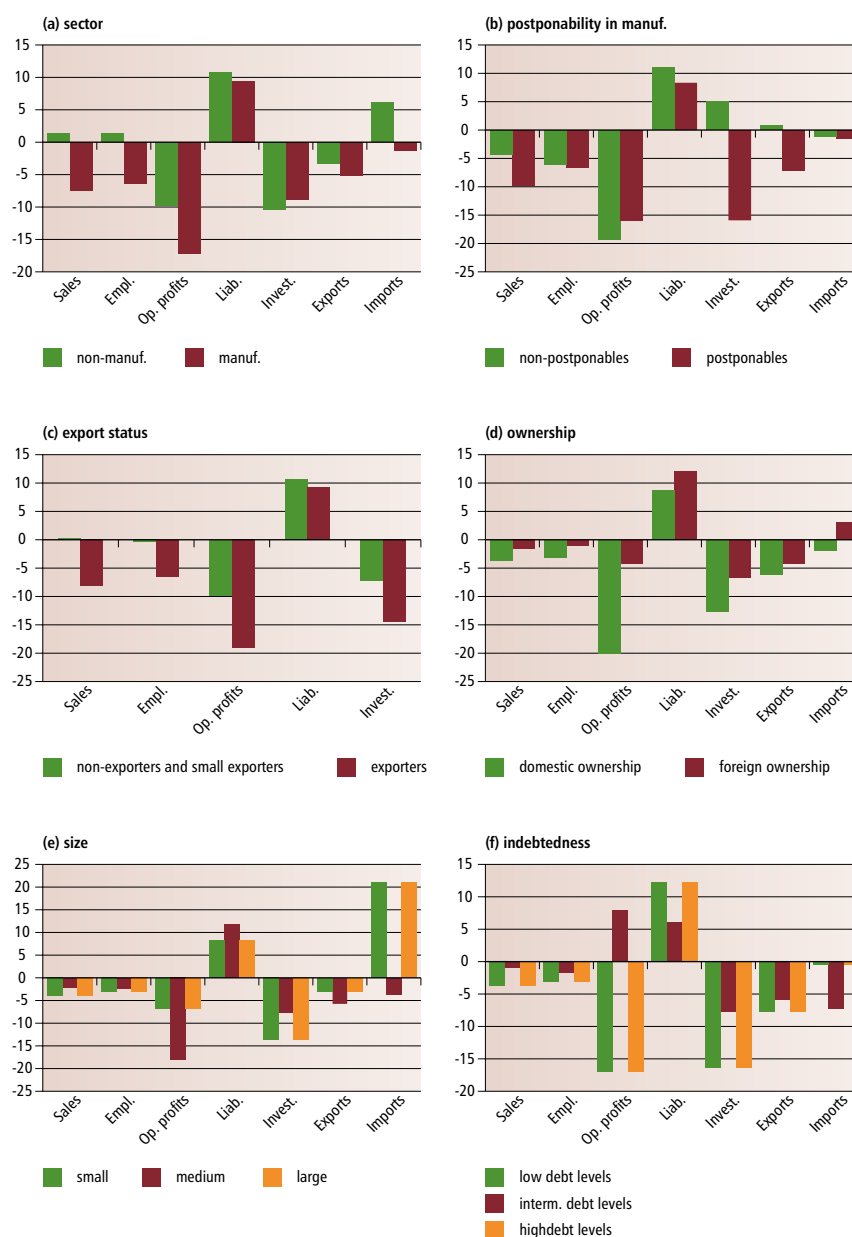 (a) sector
15
10
5
0
-5
-10
-15
-20
Sales Empl. Op. profits Liab. Invest. Exports Imports
non-manuf. manuf.
(b) postponability in manuf.
15
10
5
0
-5
-10
-15
-20
-25
Sales Empl. Op. profits Liab. Invest. Exports Imports
non-postponables postponables
(c) export status
15
10
5
0
-5
-10
-15
-20
-25
Sales Empl. Op. profits Liab. Invest.
non-exporters and small exporters exporters
(d) ownership
15
10
5
0
-5
-10
-15
-20
-25
Sales Empl. Op. profits Liab. Invest. Exports Imports
domestic ownership foreign ownership
(e) size
25
20
15
10
5
0
-5
-10
-15
-20
-25
Sales Empl. Op. profits Liab. Invest. Exports Imports
small medium large
(f) indebtedness
15
10
5
0
-5
-10
-15
-20
Sales Empl. Op. profits Liab. Invest. Exports Imports
low debt levels
interm. debt levels
highdebt levels